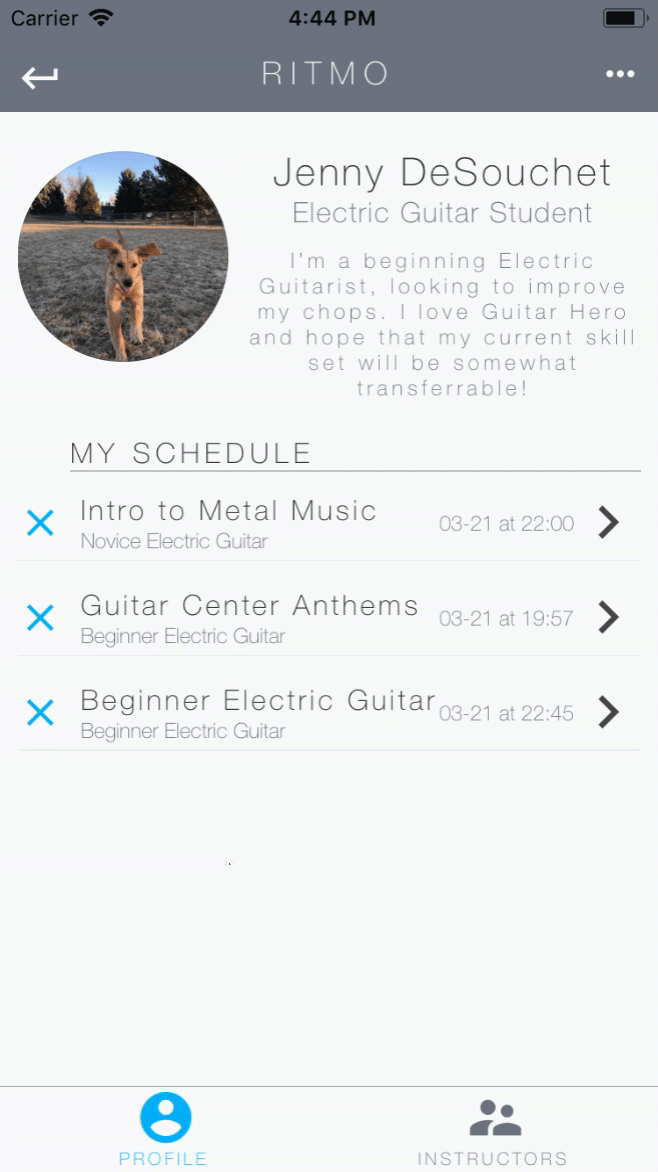 Carrier 4:44 PM
RITMO
Jenny DeSouchet
Electric Guitar Student
I'm a beginning Electric
Guitarist, looking to improve
my chops. I love Guitar Hero
and hope that my current skill
set will be somewhat
transferrable!
MY SCHEDULE
Intro to Metal Music
Novice Electric Guitar
03-21 at 22:00
Guitar Center Anthems
Beginner Electric Guitar
03-21 at 19:57
Beginner Electric Guitar
Beginner Electric Guitar
03-21 at 22:45
PROFILE
INSTRUCTORS